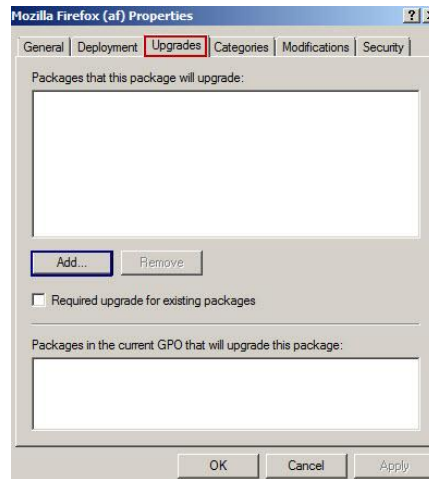 Mozilla Firefox (af) Properties ?
General Deployment Upgrades Categories Modifications Security
Packages that this package will upgrade:
Add... Remove
Required upgrade for existing packages
Packages in the current GPO that will upgrade this package:
OK Cancel Apply